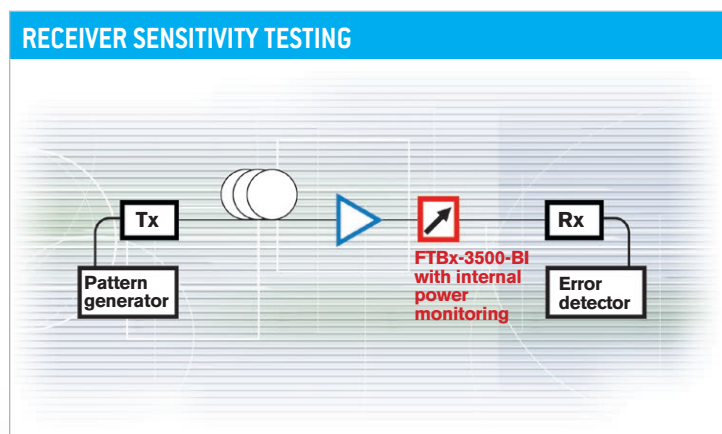 RECEIVER SENSITIVITY TESTING
Tx
Rx
Pattern
generator
FTBx-3500-BI
with internal
power
monitoring
Error
detector